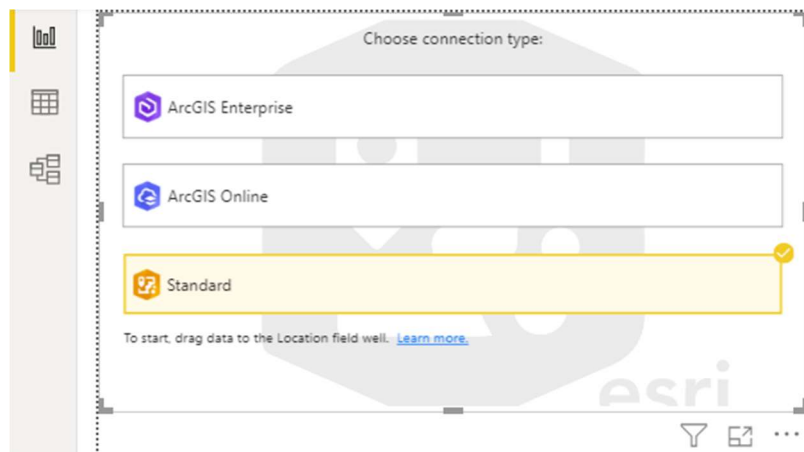 Choose connection type:
ArcGIS Enterprise
ArcGIS Online
Standard
To start, drag data to the Location field well. Learn more.
esri